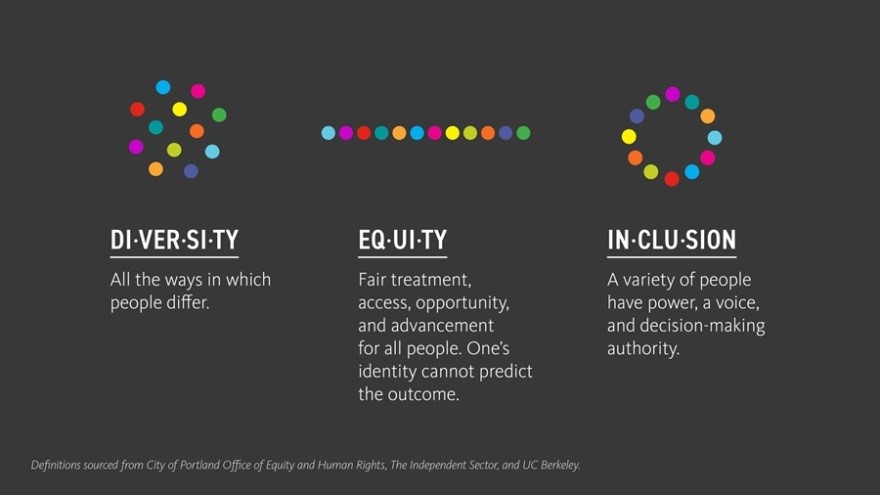 DI·VER·SI·TY
All the ways in which
people differ.
EQ·UI·TY
Fair treatment,
access, opportunity,
and advancement
for all people. One's
identity cannot predict
the outcome.
IN·CLU·SION
A variety of people
have power, a voice,
and decision-making
authority.
Definitions sourced from City of Portland Office of Equity and Human Rights, The Independent Sector, and UC Berkeley.